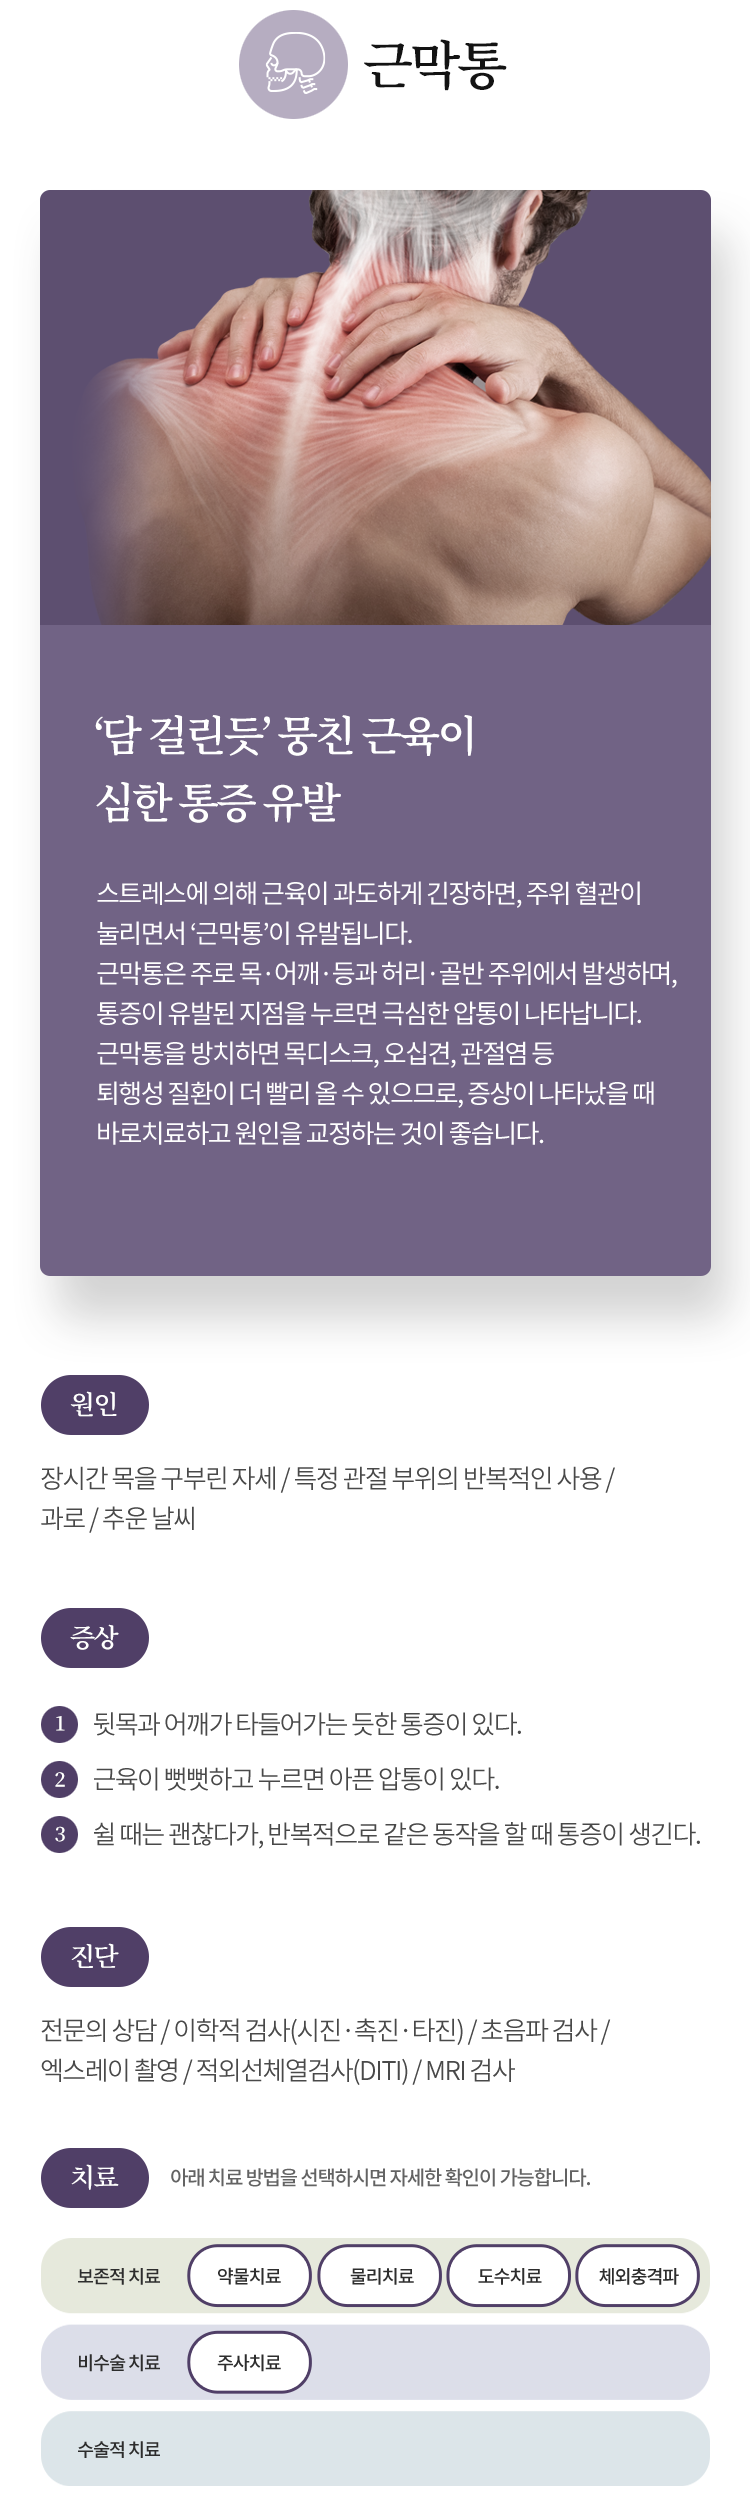 근막통
‘담 걸린듯’ 뭉친 근육이
심한 통증 유발
스트레스에 의해 근육이 과도하게 긴장하면, 주위 혈관이
눌리면서 ‘근막통’이 유발됩니다.
근막통은 주로 목·어깨·등과 허리·골반 주위에서 발생하며,
통증이 유발된 지점을 누르면 극심한 압통이 나타납니다.
근막통을 방치하면 목디스크, 오십견, 관절염 등
퇴행성 질환이 더 빨리 올 수 있으므로, 증상이 나타났을 때
바로치료하고 원인을 교정하는 것이 좋습니다.
원인
장시간 목을 구부린 자세 / 특정 관절 부위의 반복적인 사용 /
과로 / 추운 날씨
증상
1 뒷목과 어깨가 타들어가는 듯한 통증이 있다.
2 근육이 뻣뻣하고 누르면 아픈 압통이 있다.
3 쉴 때는 괜찮다가, 반복적으로 같은 동작을 할 때 통증이 생긴다.
진단
전문의 상담 / 이학적 검사(시진·촉진·타진) / 초음파 검사 /
엑스레이 촬영 / 적외선체열검사(DITI) / MRI 검사
치료 아래 치료 방법을 선택하시면 자세한 확인이 가능합니다.
보존적 치료 약물치료 물리치료 도수치료 체외충격파
비수술 치료 주사치료
수술적 치료